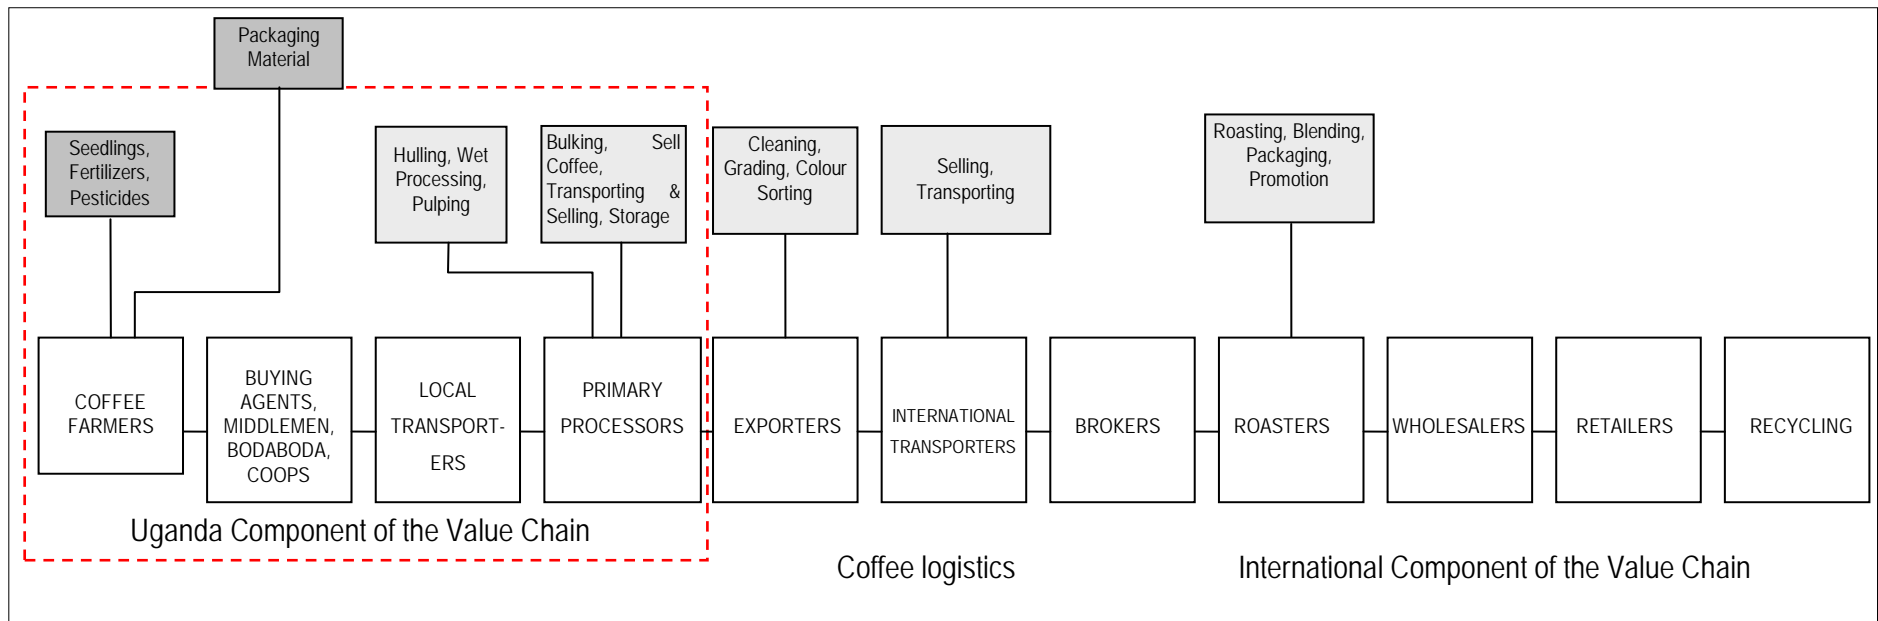 Packaging
Material
Seedlings,
Fertilizers,
Pesticides
Hulling, Wet
Processing,
Pulping
Bulking, Sell
Coffee,
Transporting &
Selling, Storage
Cleaning,
Grading, Colour
Sorting
Selling,
Transporting
Roasting, Blending,
Packaging,
Promotion
COFFEE
FARMERS
BUYING
AGENTS,
MIDDLEMEN,
BODABODA,
COOPS
LOCAL
TRANSPORT-
ERS
PRIMARY
PROCESSORS
EXPORTERS
INTERNATIONAL
TRANSPORTERS
BROKERS
ROASTERS
WHOLESALERS
RETAILERS
RECYCLING
Uganda Component of the Value Chain
Coffee logistics
International Component of the Value Chain